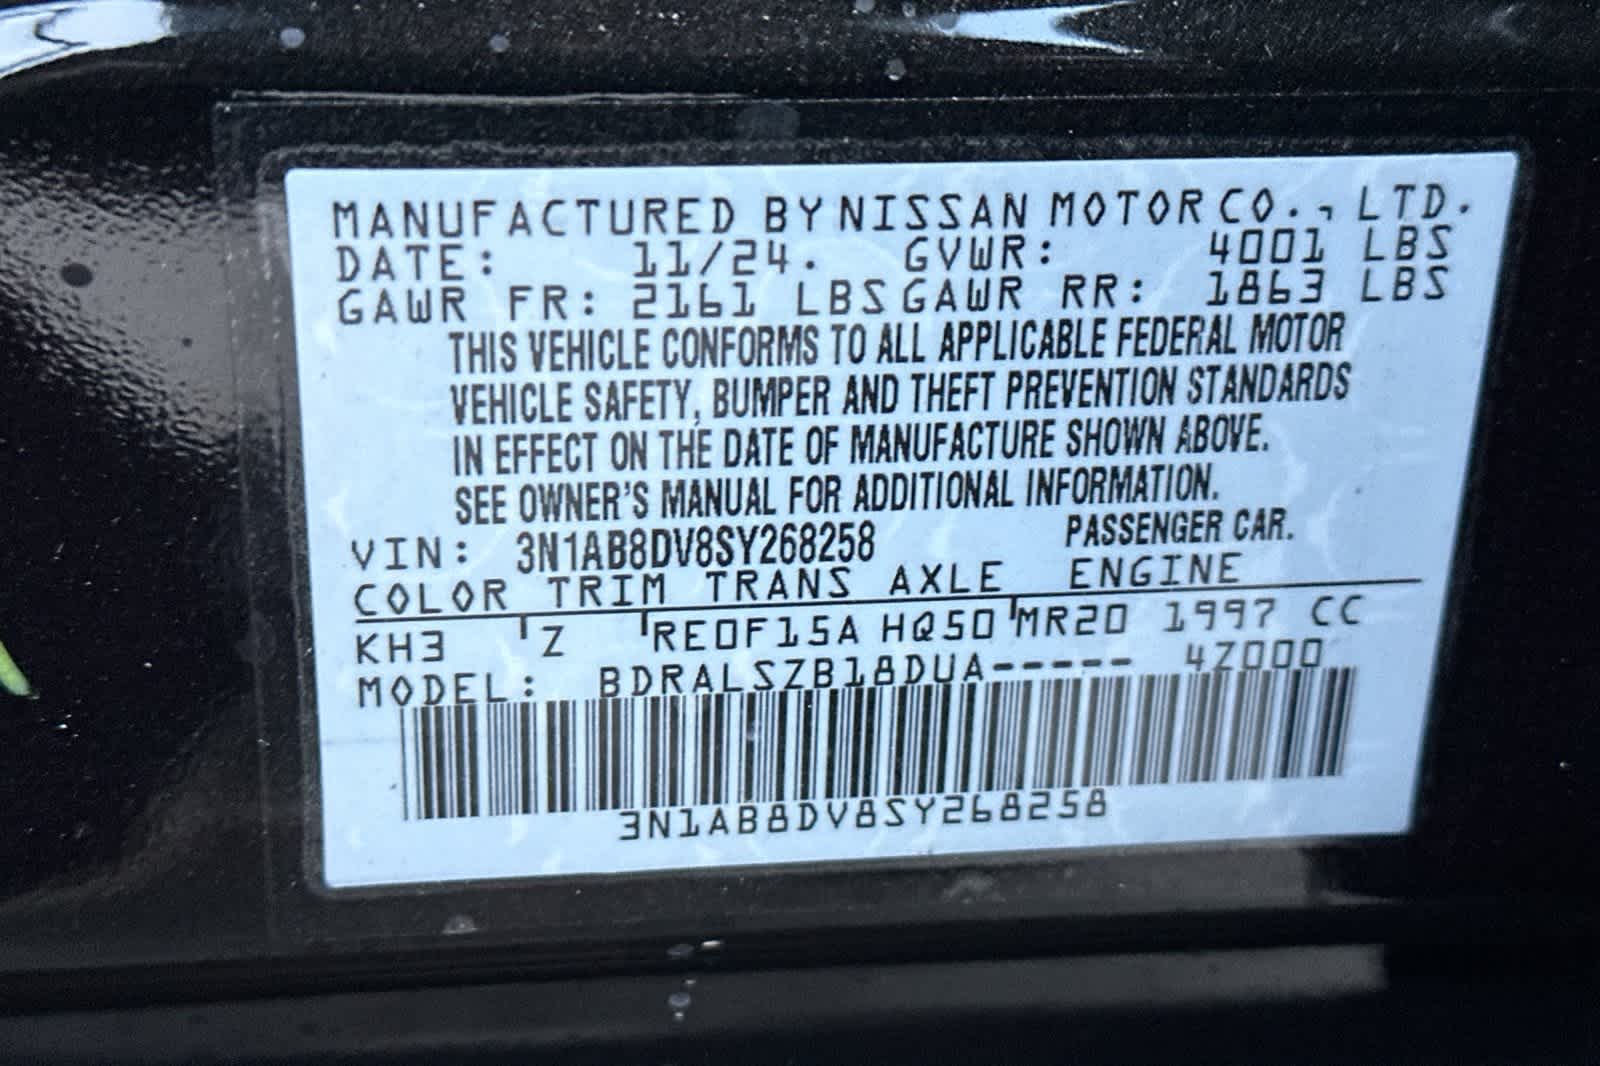 MANUFACTURED BY NISSAN MOTOR CO., LTD.
DATE: 11/24. GVWR: 4001 LBS
GAWR FR: 2161 LBS GAWR RR: 1863 LBS
THIS VEHICLE CONFORMS TO ALL APPLICABLE FEDERAL MOTOR
VEHICLE SAFETY, BUMPER AND THEFT PREVENTION STANDARDS
IN EFFECT ON THE DATE OF MANUFACTURE SHOWN ABOVE.
SEE OWNER'S MANUAL FOR ADDITIONAL INFORMATION.
VIN: 3N1AB8DV8SY268258 PASSENGER CAR.
COLOR TRIM TRANS AXLE ENGINE
KH3 Z RE0F15A HQ50 MR20 1997 CC
MODEL: BDRALSZB18DUA----- 4Z000
3N1AB8DV8SY268258